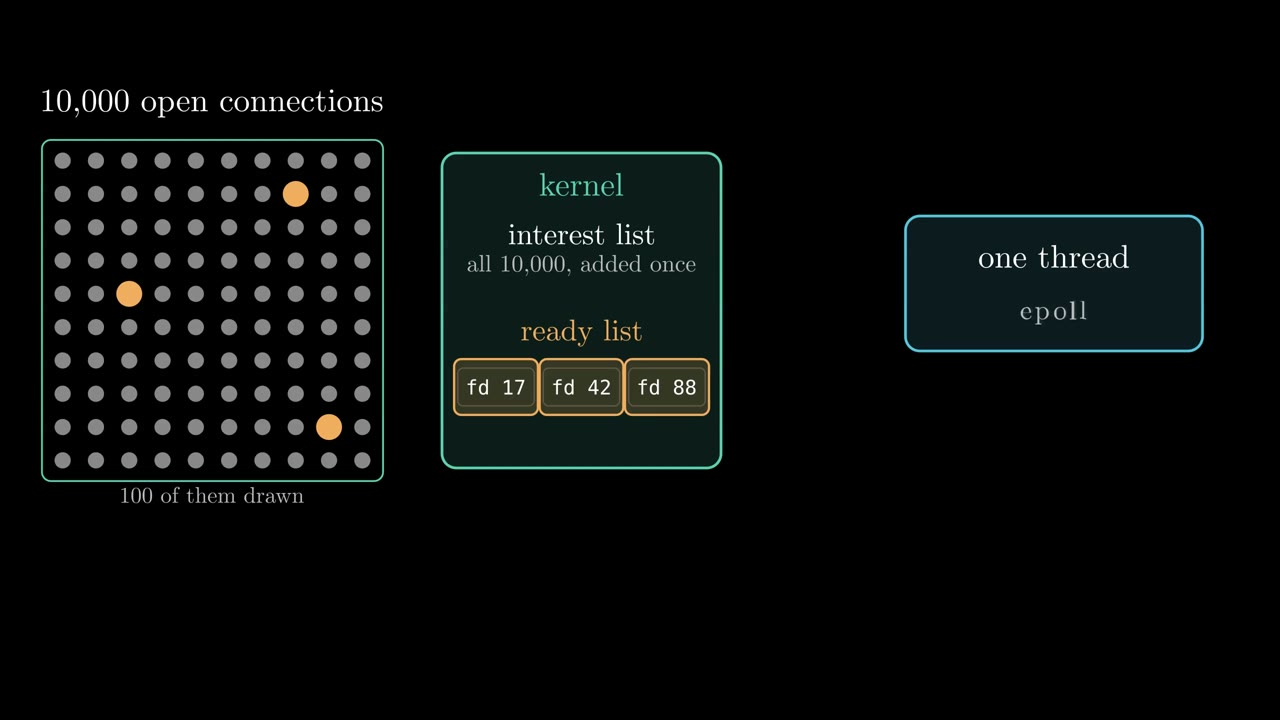 10,000 open connections
100 of them drawn
kernel
interest list
all 10,000, added once
ready list
fd 17 fd 42 fd 88
one thread
epoll